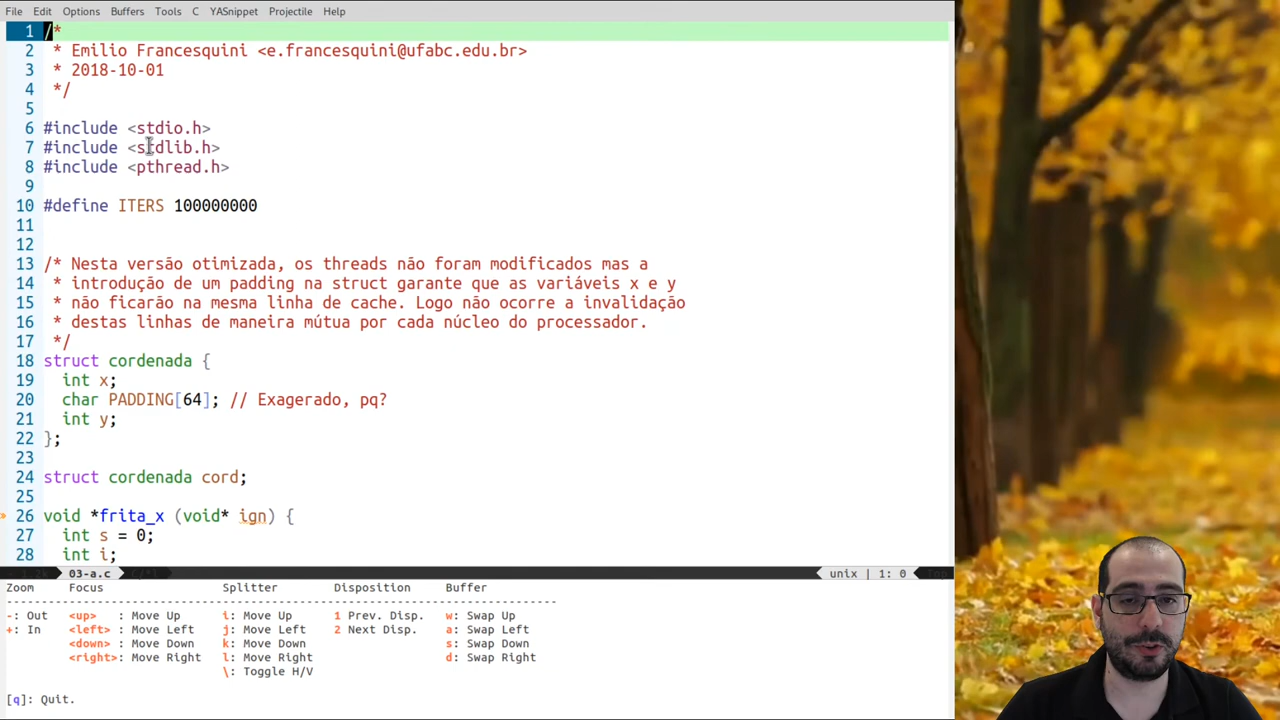 File Edit Options Buffers Tools C YASnippet Projectile Help
1 /*
2 * Emilio Francesquini <e.francesquini@ufabc.edu.br>
3 * 2018-10-01
4 */
5
6 #include <stdio.h>
7 #include <stdlib.h>
8 #include <pthread.h>
9
10 #define ITERS 100000000
11
12
13 /* Nesta versão otimizada, os threads não foram modificados mas a
14 * introdução de um padding na struct garante que as variáveis x e y
15 * não ficarão na mesma linha de cache. Logo não ocorre a invalidação
16 * destas linhas de maneira mútua por cada núcleo do processador.
17 */
18 struct cordenada {
19 int x;
20 char PADDING[64]; // Exagerado, pq?
21 int y;
22 };
23
24 struct cordenada cord;
25
26 void *frita_x (void* ign) {
27 int s = 0;
28 int i;
03-a.c unix | 1: 0 Top
Zoom Focus Splitter Disposition Buffer
-: Out <up> : Move Up i: Move Up 1 Prev. Disp. w: Swap Up
+: In <left> : Move Left j: Move Left 2 Next Disp. a: Swap Left
<down> : Move Down k: Move Down s: Swap Down
<right>: Move Right l: Move Right d: Swap Right
\: Toggle H/V
[q]: Quit.